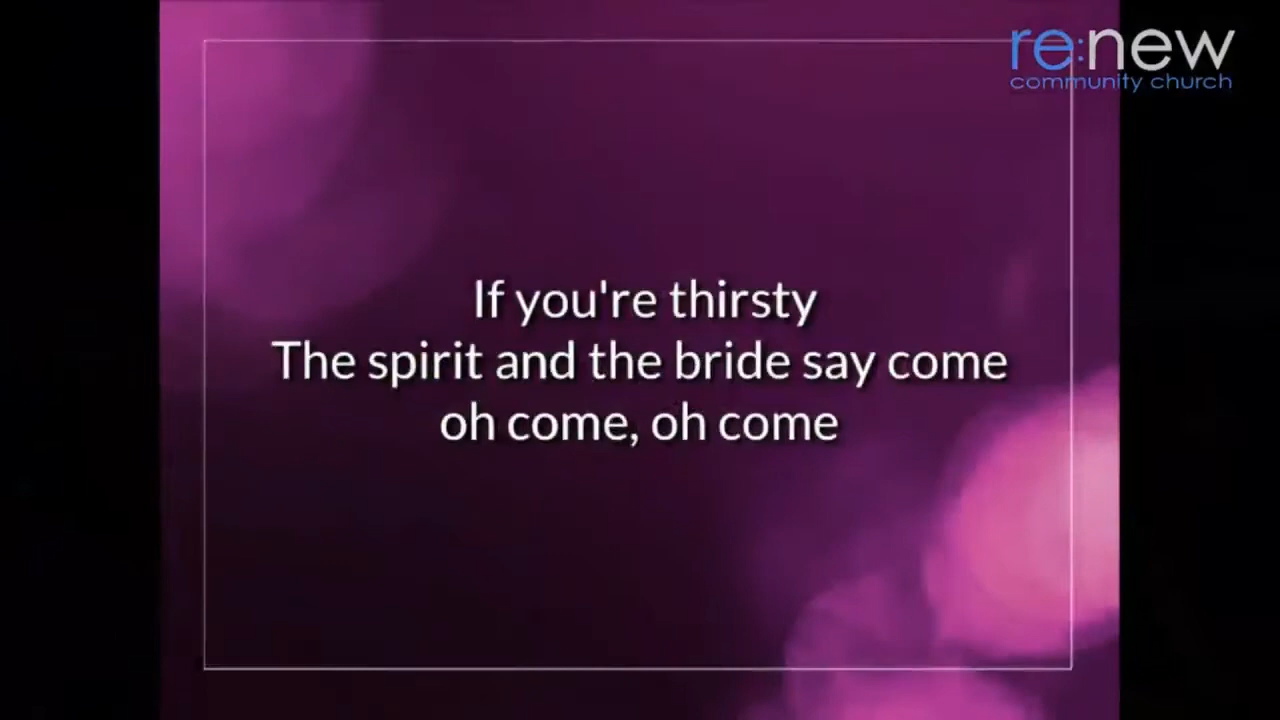 re:new
community church
If you're thirsty
The spirit and the bride say come
oh come, oh come